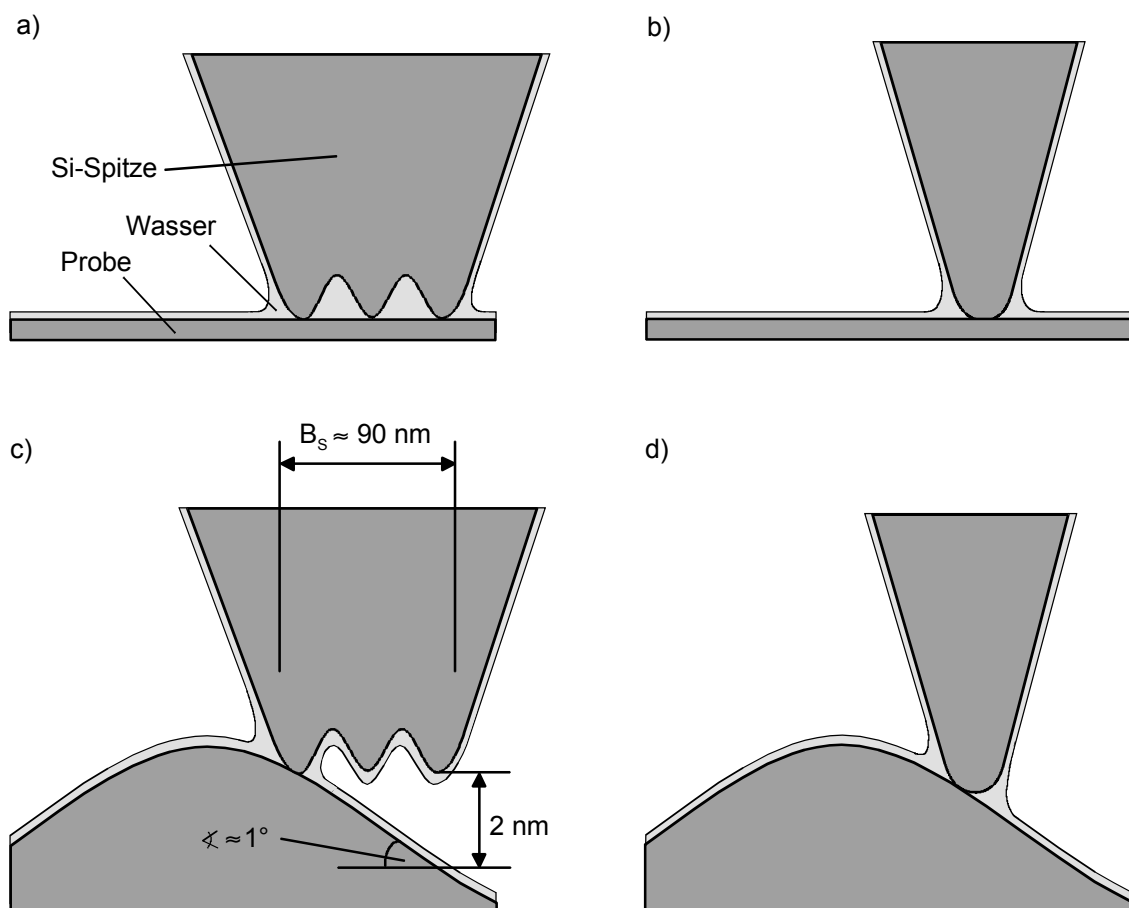 a)
b)
Si-Spitze
Wasser
Probe
c)
B_S ≈ 90 nm
d)
2 nm
∢ ≈ 1°